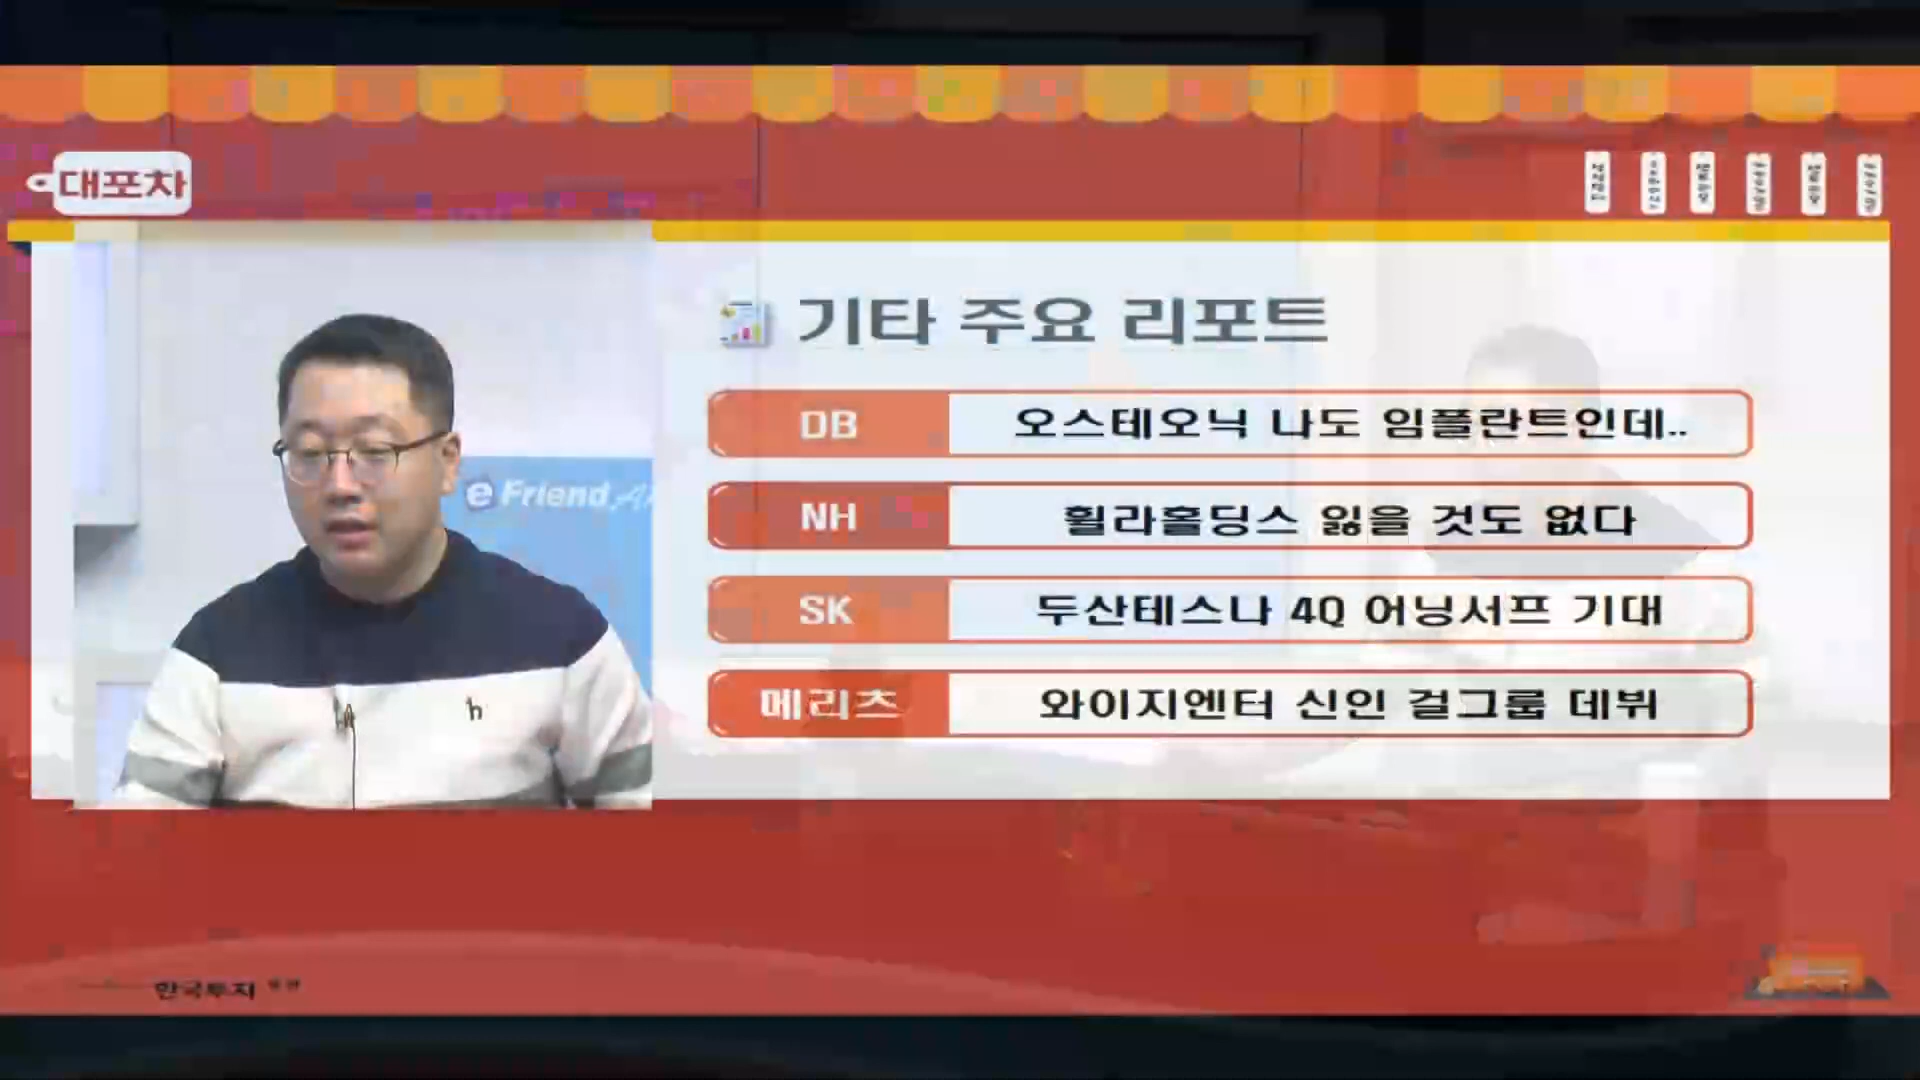 대포차
기타 주요 리포트
DB 오스테오닉 나도 임플란트인데..
NH 휠라홀딩스 잃을 것도 없다
SK 두산테스나 4Q 어닝서프 기대
메리츠 와이지엔터 신인 걸그룹 데뷔
e Friend
h
한국투자